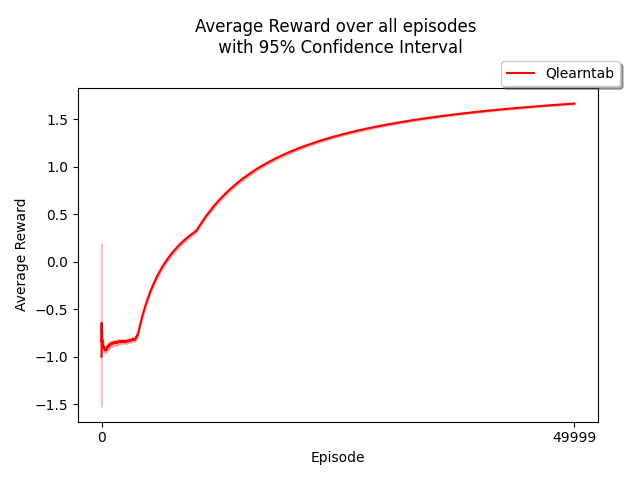 Average Reward over all episodes
with 95% Confidence Interval
Qlearntab
Average Reward
1.5
1.0
0.5
0.0
−0.5
−1.0
−1.5
0
49999
Episode